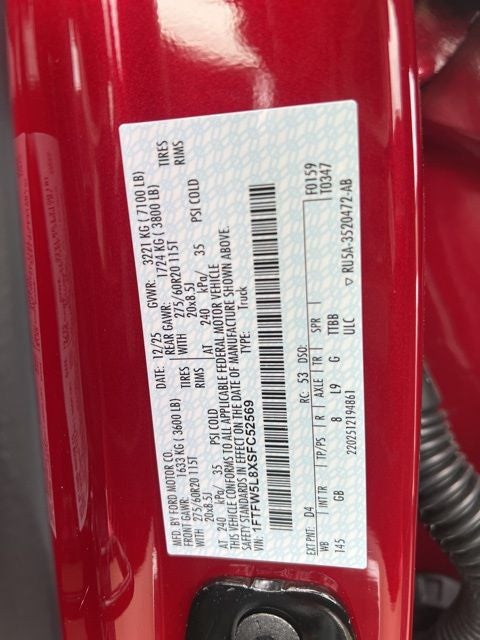 MFD. BY FORD MOTOR CO.
DATE: 12/25 GVWR: 3221 KG ( 7100 LB)
FRONT GAWR: 1633 KG ( 3600 LB) REAR GAWR: 1724 KG ( 3800 LB)
WITH 275/60R20 115T TIRES WITH 275/60R20 115T TIRES
20x8.5J RIMS 20x8.5J RIMS
AT 240 kPa/ 35 PSI COLD AT 240 kPa/ 35 PSI COLD
THIS VEHICLE CONFORMS TO ALL APPLICABLE FEDERAL MOTOR VEHICLE
SAFETY STANDARDS IN EFFECT ON THE DATE OF MANUFACTURE SHOWN ABOVE.
VIN: 1FTFW5L8XSFC52569 TYPE: Truck
F0159
T0347
EXT PNT: D4 RC: 53 DSO:
WB INT TR TP/PS R AXLE TR SPR
145 GB 8 L9 G TTBB
2202512194861 ULC
▽ RU5A-3520472-AB